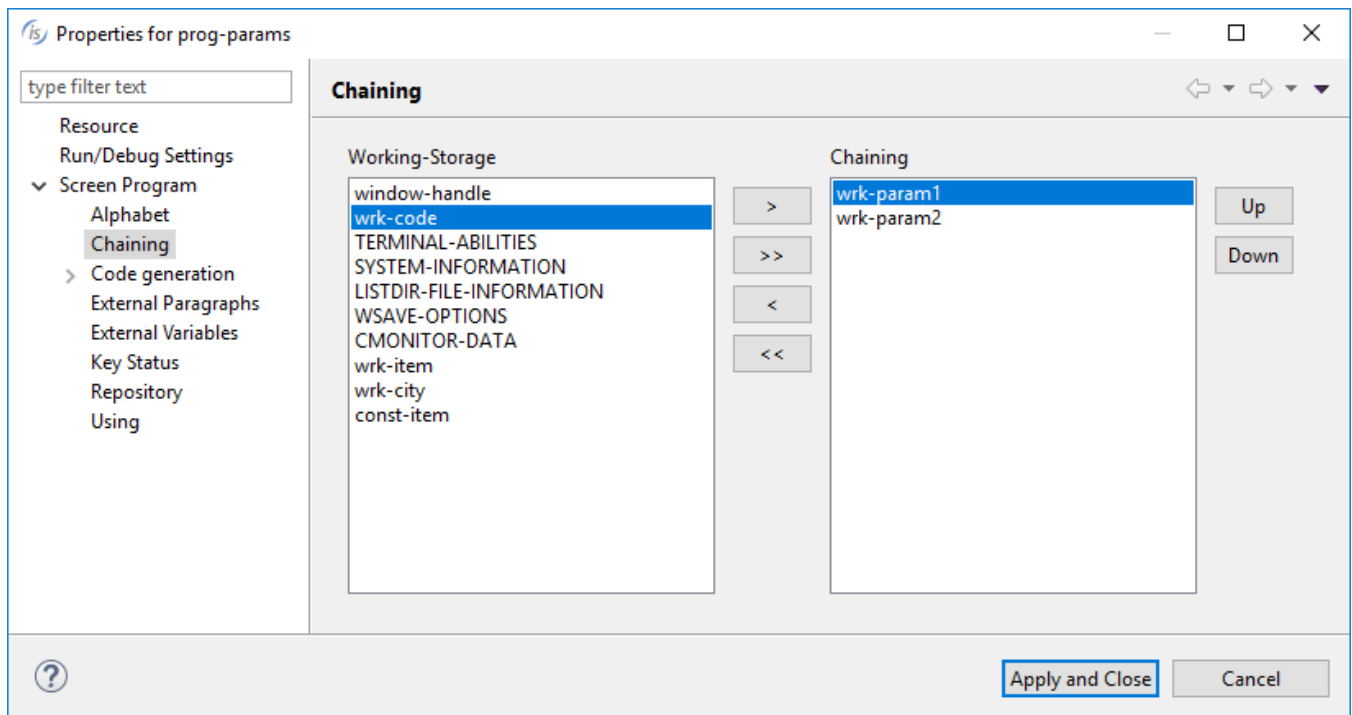 is Properties for prog-params
type filter text
Resource
Run/Debug Settings
Screen Program
Alphabet
Chaining
Code generation
External Paragraphs
External Variables
Key Status
Repository
Using
Chaining
Working-Storage
window-handle
wrk-code
TERMINAL-ABILITIES
SYSTEM-INFORMATION
LISTDIR-FILE-INFORMATION
WSAVE-OPTIONS
CMONITOR-DATA
wrk-item
wrk-city
const-item
>
>>
<
<<
Chaining
wrk-param1
wrk-param2
Up
Down
?
Apply and Close
Cancel